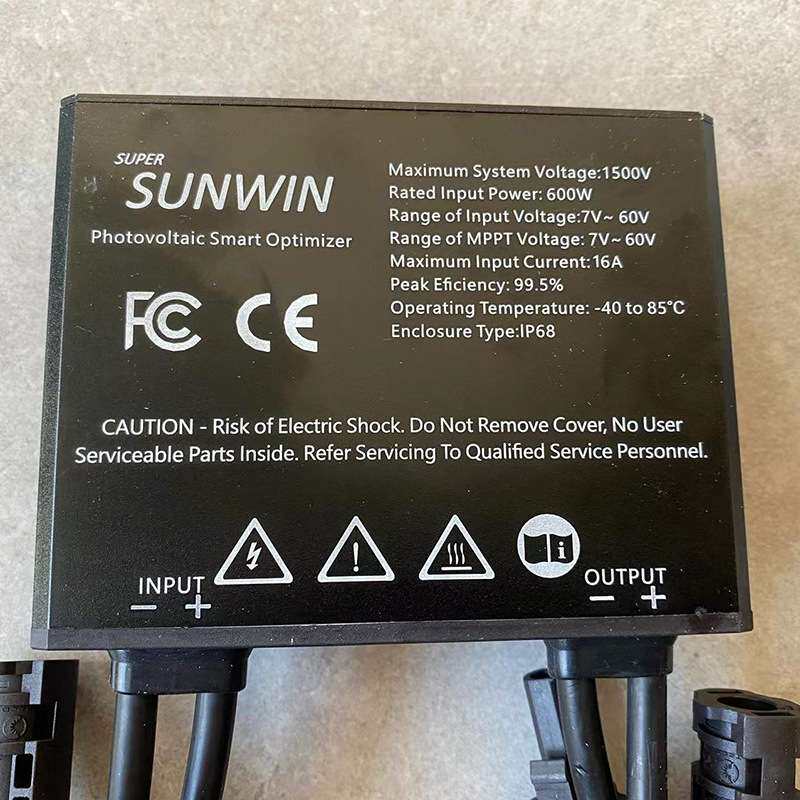 SUPER
SUNWIN
Photovoltaic Smart Optimizer
FC CE
Maximum System Voltage:1500V
Rated Input Power: 600W
Range of Input Voltage:7V~ 60V
Range of MPPT Voltage: 7V~ 60V
Maximum Input Current:16A
Peak Eficiency: 99.5%
Operating Temperature: -40 to 85°C
Enclosure Type:IP68
CAUTION - Risk of Electric Shock. Do Not Remove Cover, No User
Serviceable Parts Inside. Refer Servicing To Qualified Service Personnel.
INPUT
− +
OUTPUT
− +